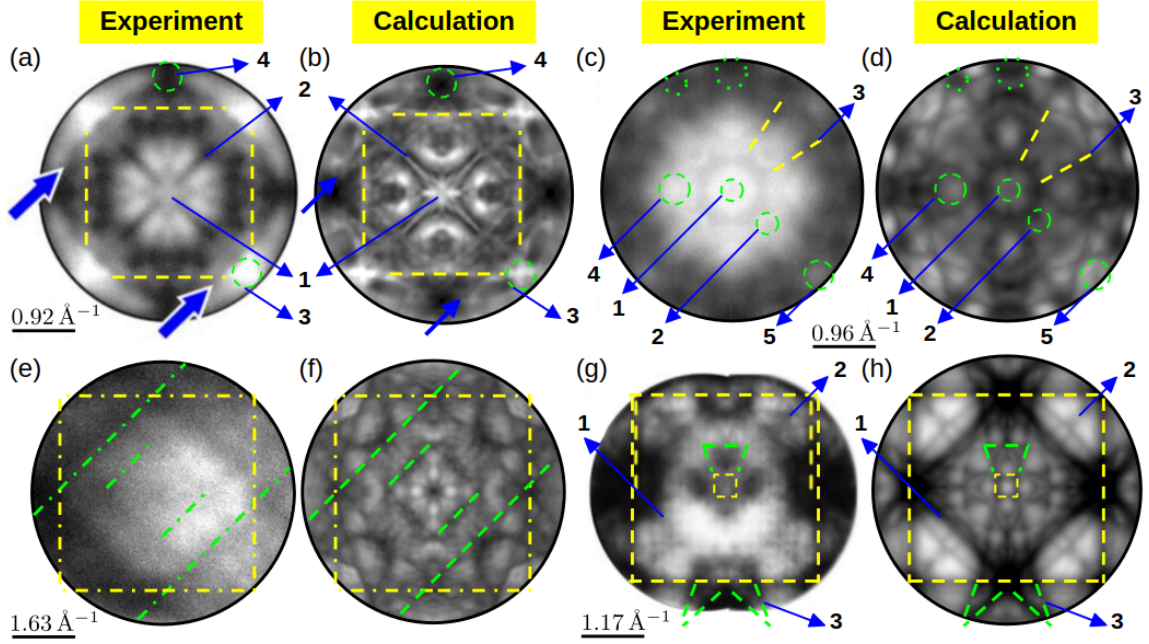 Experiment Calculation Experiment Calculation
(a) 4 (b) 4 (c) (d)
2 3
1
3 3
4 1 2 5 4 1 2 5
0.92 Å⁻¹ 0.96 Å⁻¹
(e) (f) (g) (h)
2 2
1 1
3 3
1.63 Å⁻¹ 1.17 Å⁻¹